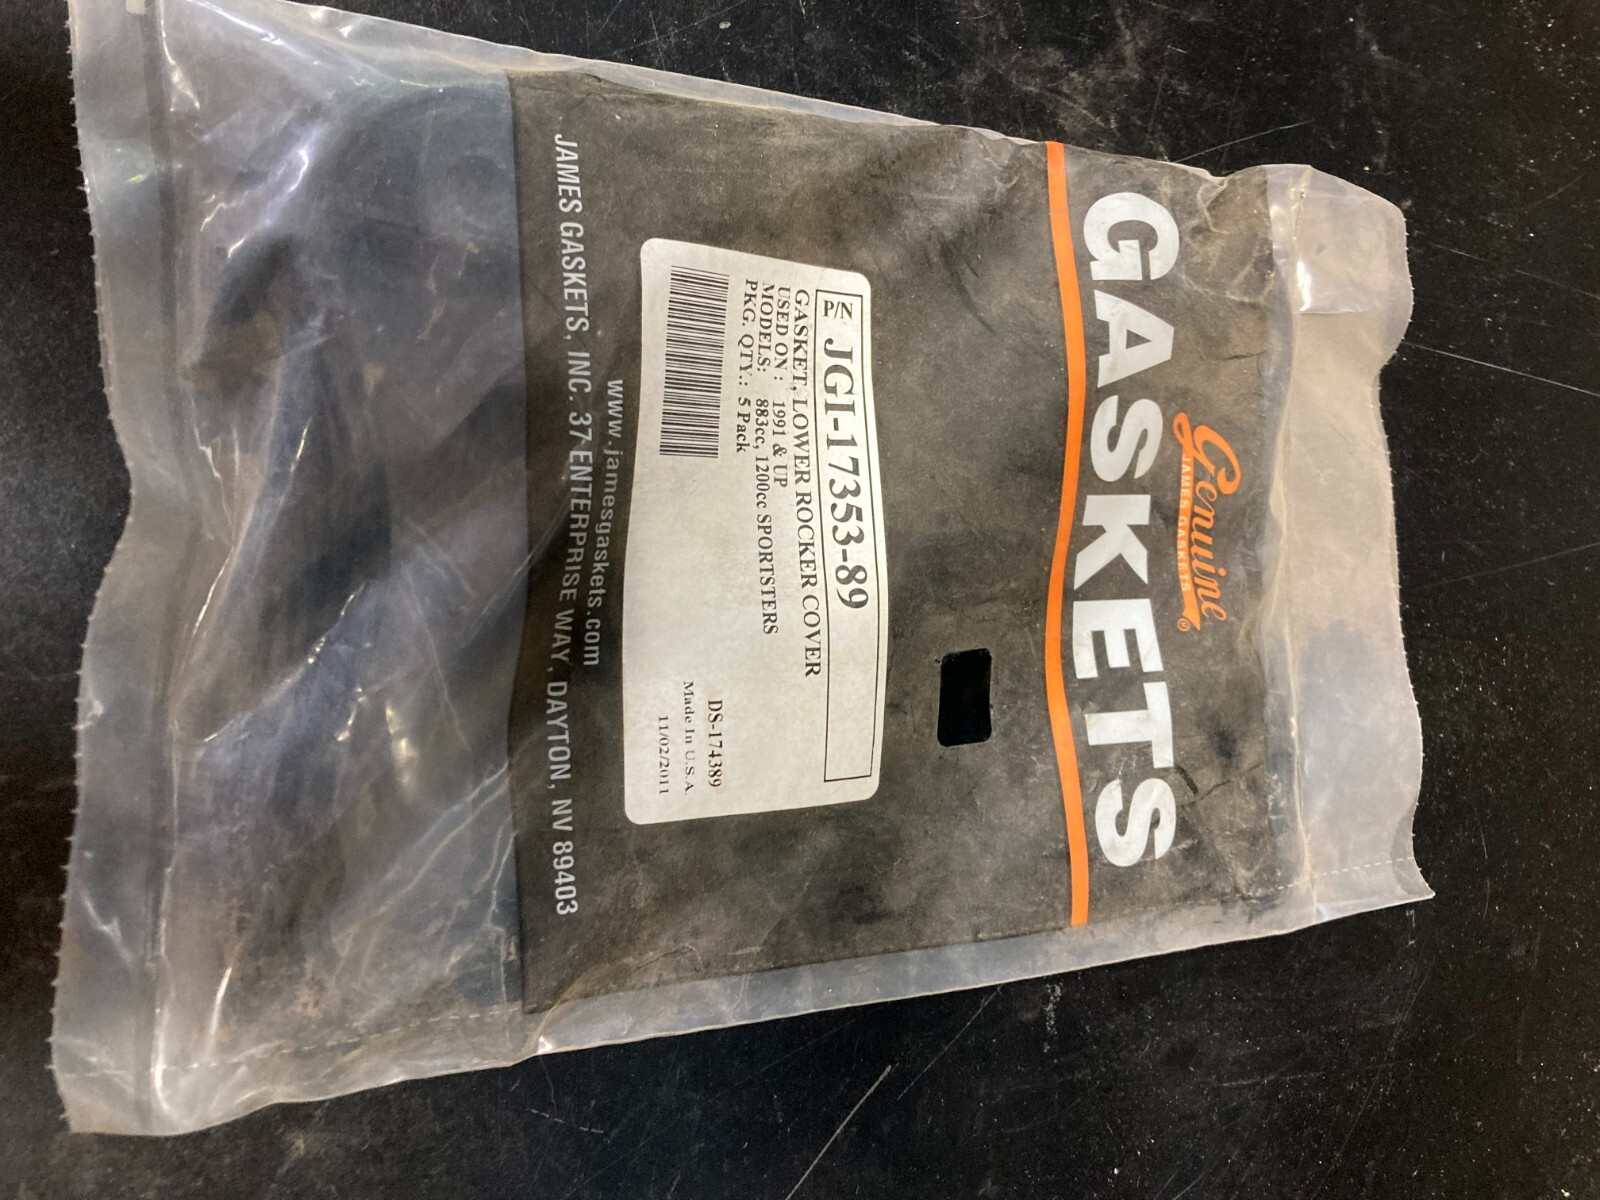 Genuine
JAMES GASKETS
®
GASKETS
P/N JGI-17353-89
GASKET, LOWER ROCKER COVER
USED ON : 1991 & UP
MODELS: 883cc, 1200cc SPORTSTERS
PKG. QTY.: 5 Pack
DS-174389
Made In U.S.A.
11/02/2011
www.jamesgaskets.com
JAMES GASKETS, INC. 37 ENTERPRISE WAY, DAYTON, NV 89403